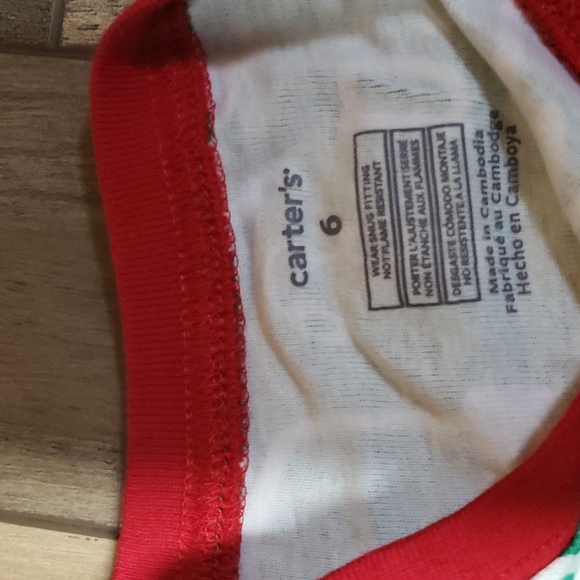 carter's
6
WEAR SNUG FITTING
NOT FLAME RESISTANT
PORTER L'AJUSTEMENT SERRÉ
NON ÉTANCHE AUX FLAMMES
DESGASTE CÓMODO MONTAJE
NO RESISTENTE A LA LLAMA
Made in Cambodia
Fabriqué au Cambodge
Hecho en Camboya